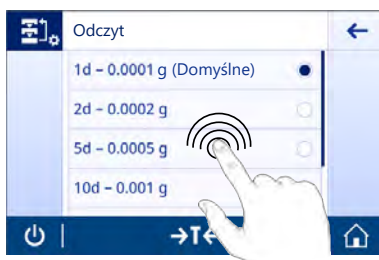 Odczyt
1d – 0.0001 g (Domyślne)
2d – 0.0002 g
5d – 0.0005 g
10d – 0.001 g
→T←